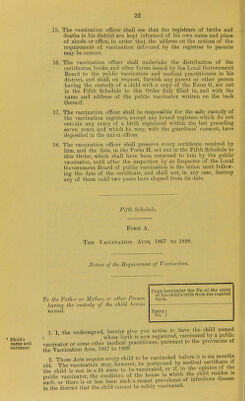 22
15. The vaccination officer shall see that the registrars of births and
deaths in his district are kept informed of his own name and place
of abode or office, in order that the address on the notices of the
requirement of vaccination delivered by the registrar to parents
may be correct.
16. The vaccination officer shall undertake the distribution of the
certificates, books, and other forms issued by the Local Government
Board to the public vaccinators and medical practitioners in his
district, and shall, on request, furnish any parent or other person
having the custody of a child with a copy of the Form G, set out
in the Fifth Schedule to this Order duly filled in, and with the
name and address of the public vaccinator written on the back
thereof.
17. The vaccination officer shall be responsible for the safe custody of
the vaccination registers, except any bound registers which do not
contain any entry of a birth registered within the last preceding
seven years, and which he may, with the guardians' consent, have
deposited in the union offices.
18. The vaccination officer shall preserve every certificate received by
him, and the lists, in the Form H, set out in the Fifth Schedule to
this Order, which shall have been returned to him by the public
vaccinator, until after the inspection by an Inspector of the Local
Government Board of public vaccination in the union next follow-
ing the date of the certificate, and shall not, in any case, destroy
any of them until two years have elapsed from its date.
Fifth Schedule.
FORM A.
THE VACCINATION ACTS, 1867 TO 1898.
Notice of the Requirement of Vaccination.
To the Father or Mother, or other Person
having the custody of the child herein
named.
Copy hereunder the No. of the entry
of the child's birth from the register
book.
No.
1. I, the undersigned, hereby give you notice to have the child named
* Child's
name and
surname.
whose birth is now registered, vaccinated by a public
vaccinator or some other medical practitioner, pursuant to the provisions of
the Vaccination Acts, 1867 to 1898.
2. These Acts require every child to be vaccinated before it is six months
old. The vaccination may, however, be postponed by medical certificate if
the child is not in a fit state to be vaccinated, or if, in the opinion of the
public vaccinator, the condition of the house in which the child resides is
such, or there is or has been such a recent prevalence of infectious disease
in the district that the child cannot be safely vaccinated.